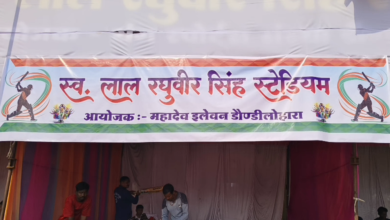 स्व. लाल रघुवीर सिंह स्टेडियम
आयोजक :- महादेव इलेवन डौण्डीलोहारा